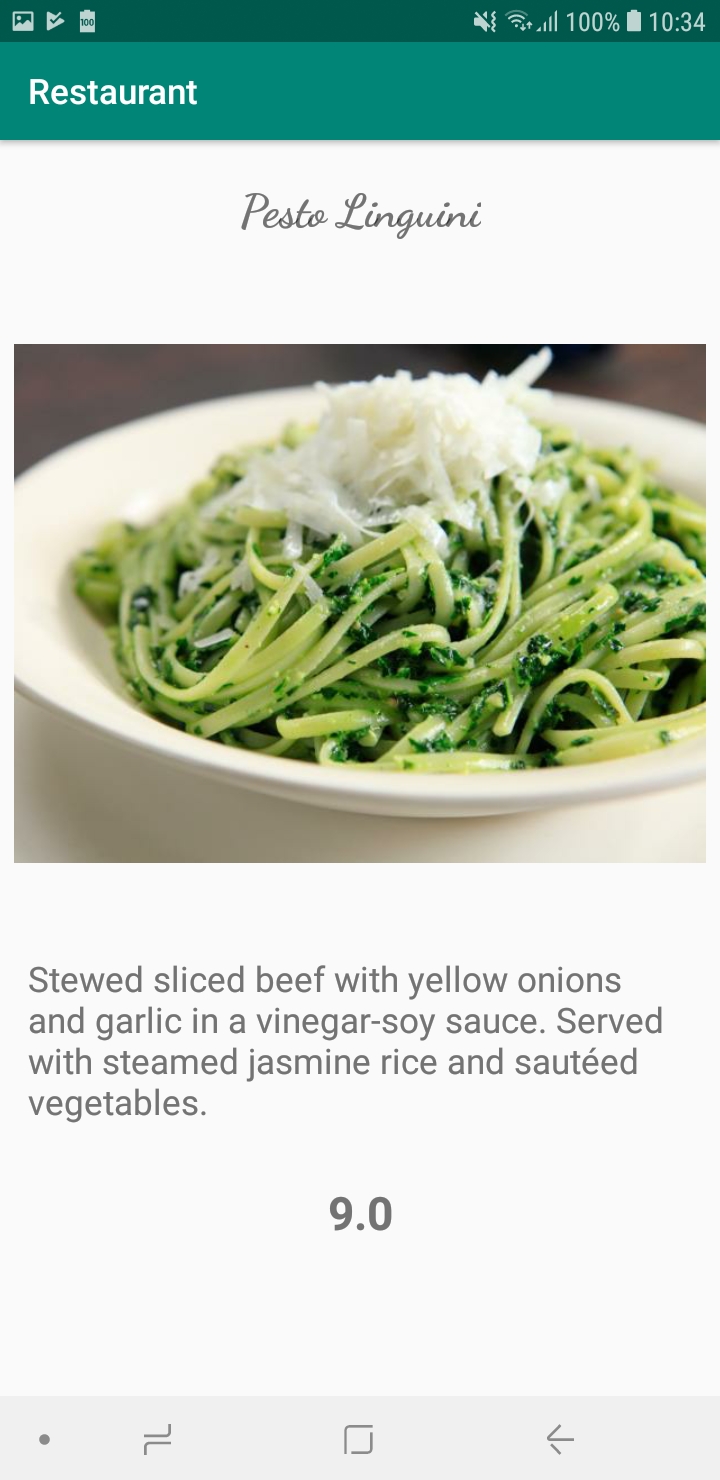 100 100% 10:34
Restaurant
Pesto Linguini
Stewed sliced beef with yellow onions
and garlic in a vinegar-soy sauce. Served
with steamed jasmine rice and sautéed
vegetables.
9.0